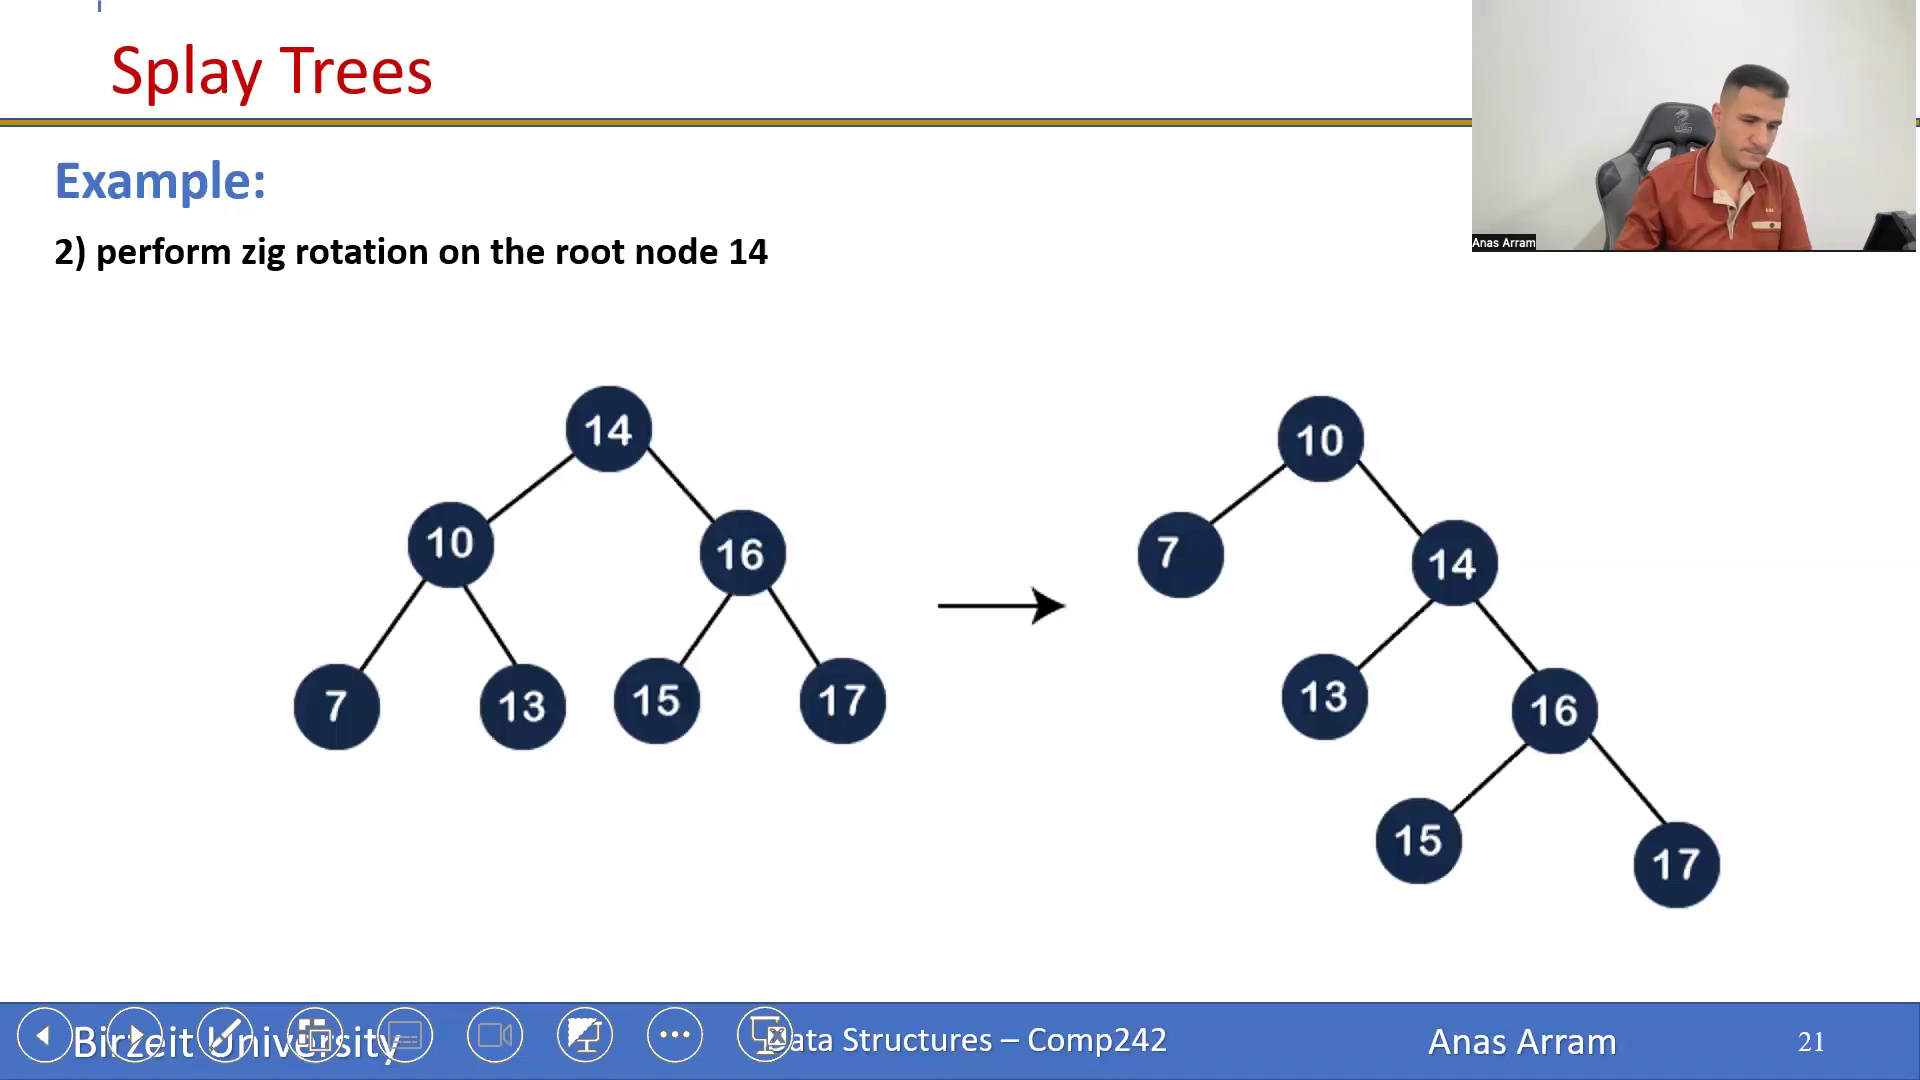 Splay Trees
Anas Arram
Example:
2) perform zig rotation on the root node 14
14
10
16
7
13
15
17
10
7
14
13
16
15
17
Birzeit University
Data Structures – Comp242
Anas Arram
21